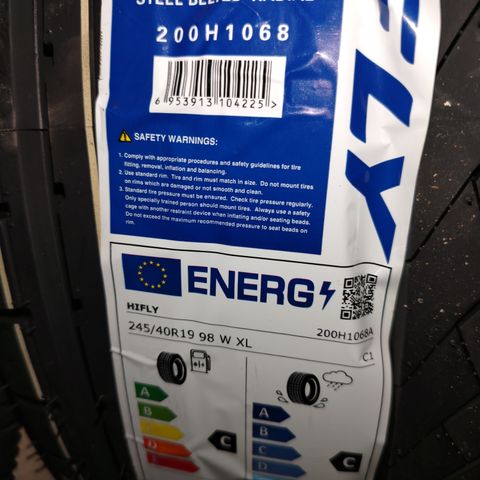 STEEL BELTED RADIAL
200H1068
6 953913 104225 >
FLY
SAFETY WARNINGS:
1. Comply with appropriate procedures and safety guidelines for tire
fitting, removal, inflation and balancing.
2. Use standard rim. Tire and rim must match in size. Do not mount tires
on rims which are damaged or not smooth and clean.
3. Standard tire pressure must be ensured. Check tire pressure regularly.
Only specially trained person should mount tires. Always use a safety
cage with another restraint device when inflating and/or seating beads.
Do not exceed the maximum recommended pressure to seat beads on
rim.
ENERG
HIFLY
200H1068A
245/40R19 98 W XL
C1
A
B
C
D
E
C
A
B
C
D
C